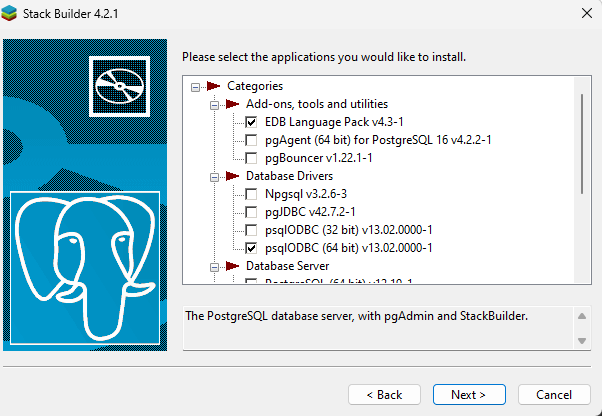 Stack Builder 4.2.1
Please select the applications you would like to install.
Categories
Add-ons, tools and utilities
EDB Language Pack v4.3-1
pgAgent (64 bit) for PostgreSQL 16 v4.2.2-1
pgBouncer v1.22.1-1
Database Drivers
Npgsql v3.2.6-3
pgJDBC v42.7.2-1
psqlODBC (32 bit) v13.02.0000-1
psqlODBC (64 bit) v13.02.0000-1
Database Server
PostgreSQL (64 bit)
The PostgreSQL database server, with pgAdmin and StackBuilder.
< Back
Next >
Cancel